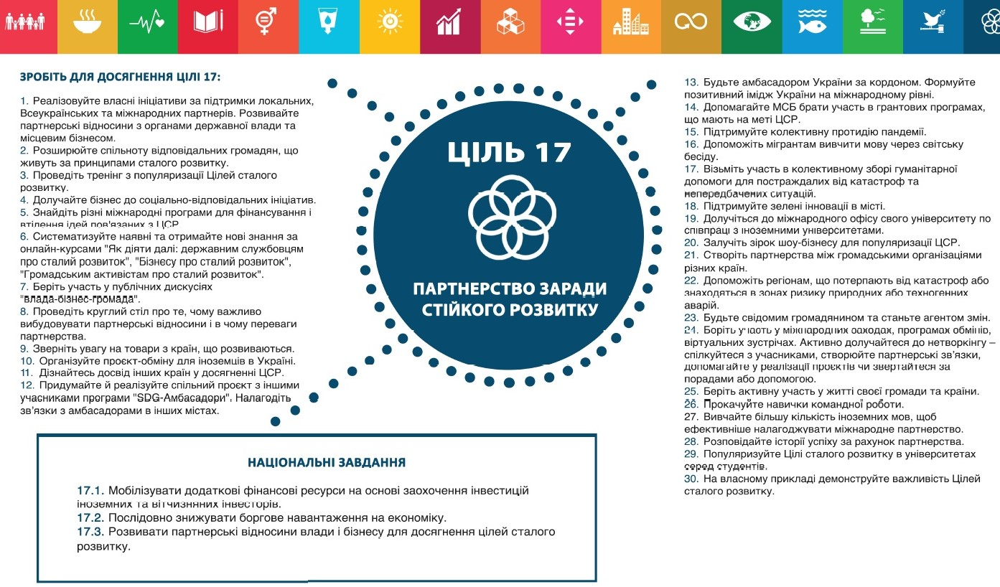 ЗРОБІТЬ ДЛЯ ДОСЯГНЕННЯ ЦІЛІ 17:
1. Реалізовуйте власні ініціативи за підтримки локальних,
Всеукраїнських та міжнародних партнерів. Розвивайте
партнерські відносини з органами державної влади та
місцевим бізнесом.
2. Розширюйте спільноту відповідальних громадян, що
живуть за принципами сталого розвитку.
3. Проведіть тренінг з популяризації Цілей сталого
розвитку.
4. Долучайте бізнес до соціально-відповідальних ініціатив.
5. Знайдіть різні міжнародні програми для фінансування і
втілення ідей пов'язаних з ЦСР
6. Систематизуйте наявні та отримайте нові знання за
онлайн-курсами "Як діяти далі: державним службовцям
про сталий розвиток", "Бізнесу про сталий розвиток",
"Громадським активістам про сталий розвиток".
7. Беріть участь у публічних дискусіях
"влада-бізнес-громада".
8. Проведіть круглий стіл про те, чому важливо
вибудовувати партнерські відносини і в чому переваги
партнерства.
9. Зверніть увагу на товари з країн, що розвиваються.
10. Організуйте проєкт-обміну для іноземців в Україні.
11. Дізнайтесь досвід інших країн у досягненні ЦСР.
12. Придумайте й реалізуйте спільний проєкт з іншими
учасниками програми "SDG-Амбасадори". Налагодіть
зв'язки з амбасадорами в інших містах.
ЦІЛЬ 17
ПАРТНЕРСТВО ЗАРАДИ
СТІЙКОГО РОЗВИТКУ
13. Будьте амбасадором України за кордоном. Формуйте
позитивний імідж України на міжнародному рівні.
14. Допомагайте МСБ брати участь в грантових програмах,
що мають на меті ЦСР.
15. Підтримуйте колективну протидію пандемії.
16. Допоможіть мігрантам вивчити мову через світську
бесіду.
17. Візьміть участь в колективному зборі гуманітарної
допомоги для постраждалих від катастроф та
непередбачених ситуацій.
18. Підтримуйте зелені інновації в місті.
19. Долучіться до міжнародного офісу свого університету по
співпраці з іноземними університетами.
20. Залучіть зірок шоу-бізнесу для популяризації ЦСР.
21. Створіть партнерства між громадськими організаціями
різних країн.
22. Допоможіть регіонам, що потерпають від катастроф або
знаходяться в зонах ризику природних або техногенних
аварій.
23. Будьте свідомим громадянином та станьте агентом змін.
24. Беріть участь у міжнародних заходах, програмах обмінів,
віртуальних зустрічах. Активно долучайтеся до нетворкінгу –
спілкуйтеся з учасниками, створюйте партнерські зв'язки,
допомагайте у реалізації проєктів чи звертайтеся за
порадами або допомогою.
25. Беріть активну участь у житті своєї громади та країни.
26. Прокачуйте навички командної роботи.
27. Вивчайте більшу кількість іноземних мов, щоб
ефективніше налагоджувати міжнародне партнерство.
28. Розповідайте історії успіху за рахунок партнерства.
29. Популяризуйте Цілі сталого розвитку в університетах
серед студентів.
30. На власному прикладі демонструйте важливість Цілей
сталого розвитку.
НАЦІОНАЛЬНІ ЗАВДАННЯ
17.1. Мобілізувати додаткові фінансові ресурси на основі заохочення інвестицій
іноземних та вітчизняних інвесторів.
17.2. Послідовно знижувати боргове навантаження на економіку.
17.3. Розвивати партнерські відносини влади і бізнесу для досягнення цілей сталого
розвитку.